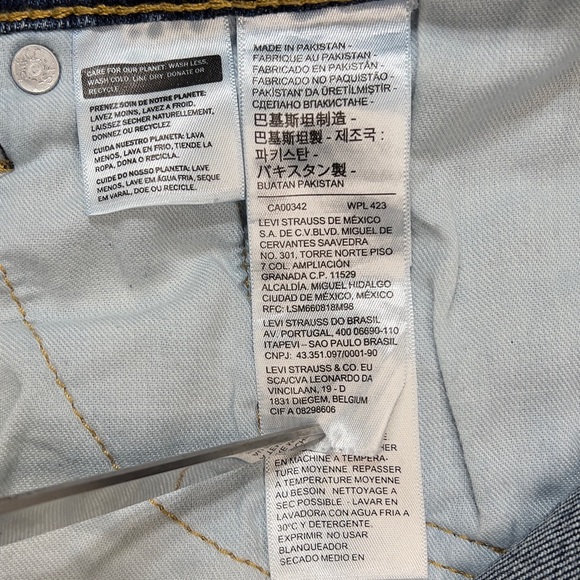 CARE FOR OUR PLANET: WASH LESS,
WASH COLD, LINE DRY, DONATE OR
RECYCLE
PRENEZ SOIN DE NOTRE PLANETE:
LAVEZ MOINS, LAVEZ A FROID,
LAISSEZ SECHER NATURELLEMENT,
DONNEZ OU RECYCLEZ
CUIDA NUESTRO PLANETA: LAVA
MENOS, LAVA EN FRIO, TIENDE LA
ROPA, DONA O RECICLA.
CUIDE DO NOSSO PLANETA: LAVE
MENOS, LAVE EM ÁGUA FRIA, SEQUE
EM VARAL, DOE OU RECICLE.
MADE IN PAKISTAN -
FABRIQUE AU PAKISTAN -
FABRICADO EN PAKISTAN -
FABRICADO NO PAQUISTÃO -
PAKİSTAN'DA ÜRETİLMİŞTİR -
СДЕЛАНО ВПАКИСТАНЕ -
巴基斯坦制造 -
巴基斯坦製 - 제조국 :
파키스탄 -
パキスタン製 -
BUATAN PAKISTAN
CA00342 WPL 423
LEVI STRAUSS DE MÉXICO
S.A. DE C.V.BLVD. MIGUEL DE
CERVANTES SAAVEDRA
NO. 301, TORRE NORTE PISO
7 COL. AMPLIACIÓN
GRANADA C.P. 11529
ALCALDÍA. MIGUEL HIDALGO
CIUDAD DE MÉXICO, MÉXICO
RFC: LSM660818M98
LEVI STRAUSS DO BRASIL
AV. PORTUGAL, 400 06690-110
ITAPEVI – SAO PAULO BRASIL
CNPJ: 43.351.097/0001-90
LEVI STRAUSS & CO. EU
SCA/CVA LEONARDO DA
VINCILAAN, 19 - D
1831 DIEGEM, BELGIUM
CIF A 08298606
EN MACHINE A TEMPERA-
TURE MOYENNE REPASSER
A TEMPERATURE MOYENNE
AU BESOIN NETTOYAGE A
SEC POSSIBLE. - LAVAR EN
LAVADORA CON AGUA FRIA A
30°C Y DETERGENTE.
EXPRIMIR NO USAR
BLANQUEADOR